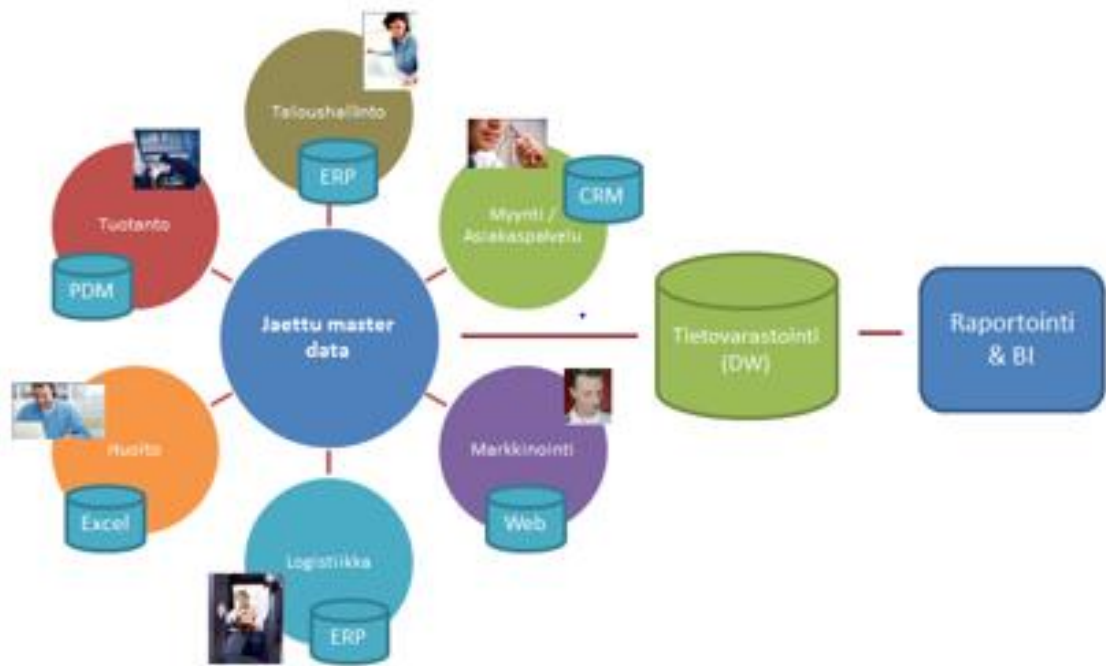 Taloushallinto
ERP
Tuotanto
PDM
Myynti /
Asiakaspalvelu
CRM
Jaettu master
data
Tietovarastointi
(DW)
Raportointi
& BI
Huolto
Excel
Markkinointi
Web
Logistiikka
ERP